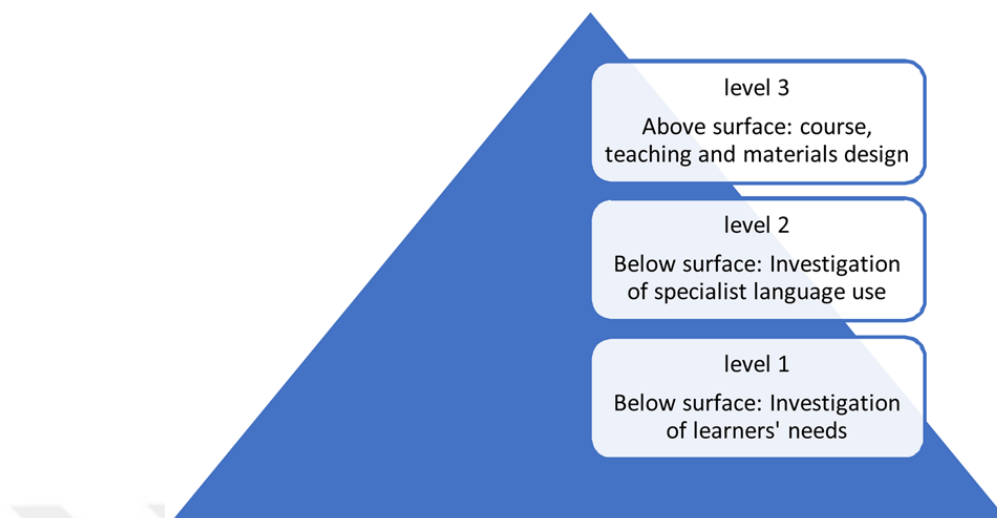 level 3
Above surface: course,
teaching and materials design
level 2
Below surface: Investigation
of specialist language use
level 1
Below surface: Investigation
of learners' needs